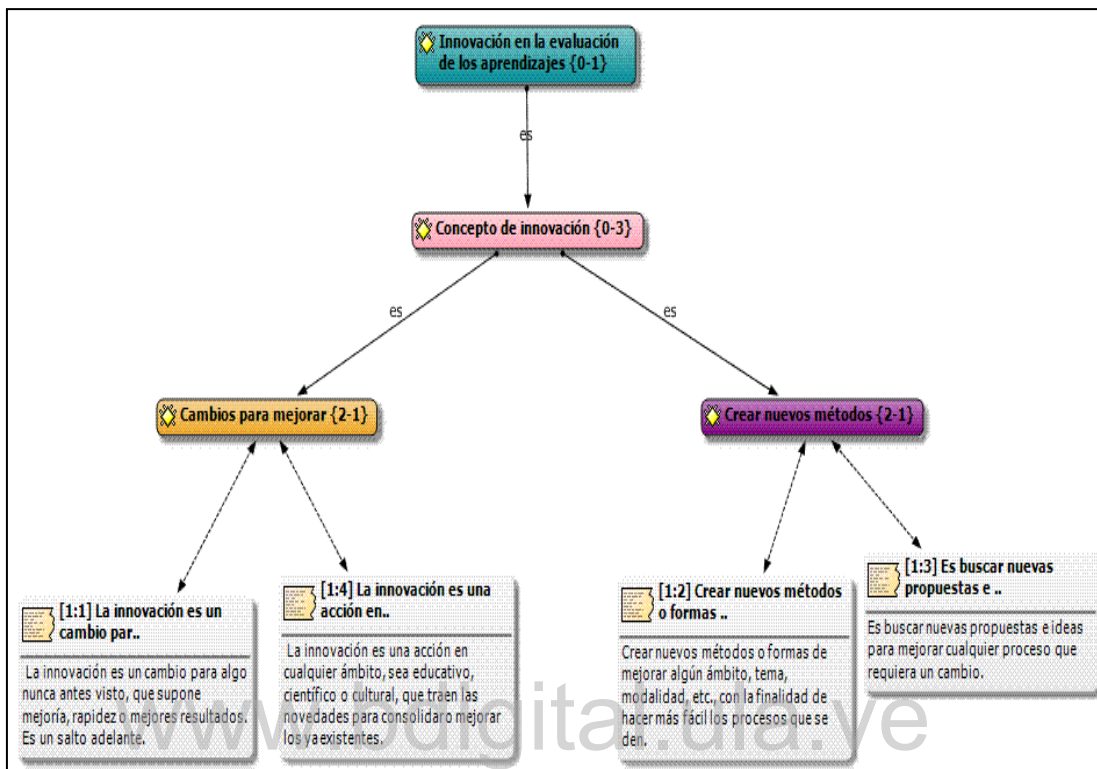 Innovación en la evaluación
de los aprendizajes {0-1}
es
Concepto de innovación {0-3}
es
es
Cambios para mejorar {2-1}
Crear nuevos métodos {2-1}
[1:1] La innovación es un
cambio par..
La innovación es un cambio para algo
nunca antes visto, que supone
mejoría, rapidez o mejores resultados.
Es un salto adelante.
[1:4] La innovación es una
acción en..
La innovación es una acción en
cualquier ámbito, sea educativo,
científico o cultural, que traen las
novedades para consolidaro mejorar
los ya existentes.
[1:2] Crear nuevos métodos
o formas ..
Crear nuevos métodos o formas de
mejorar algún ámbito, tema,
modalidad, etc., con la finalidad de
hacer más fácil los procesos que se
den.
[1:3] Es buscar nuevas
propuestas e ..
Es buscar nuevas propuestas e ideas
para mejorar cualquier proceso que
requiera un cambio.
www.bdigital.ula.ve